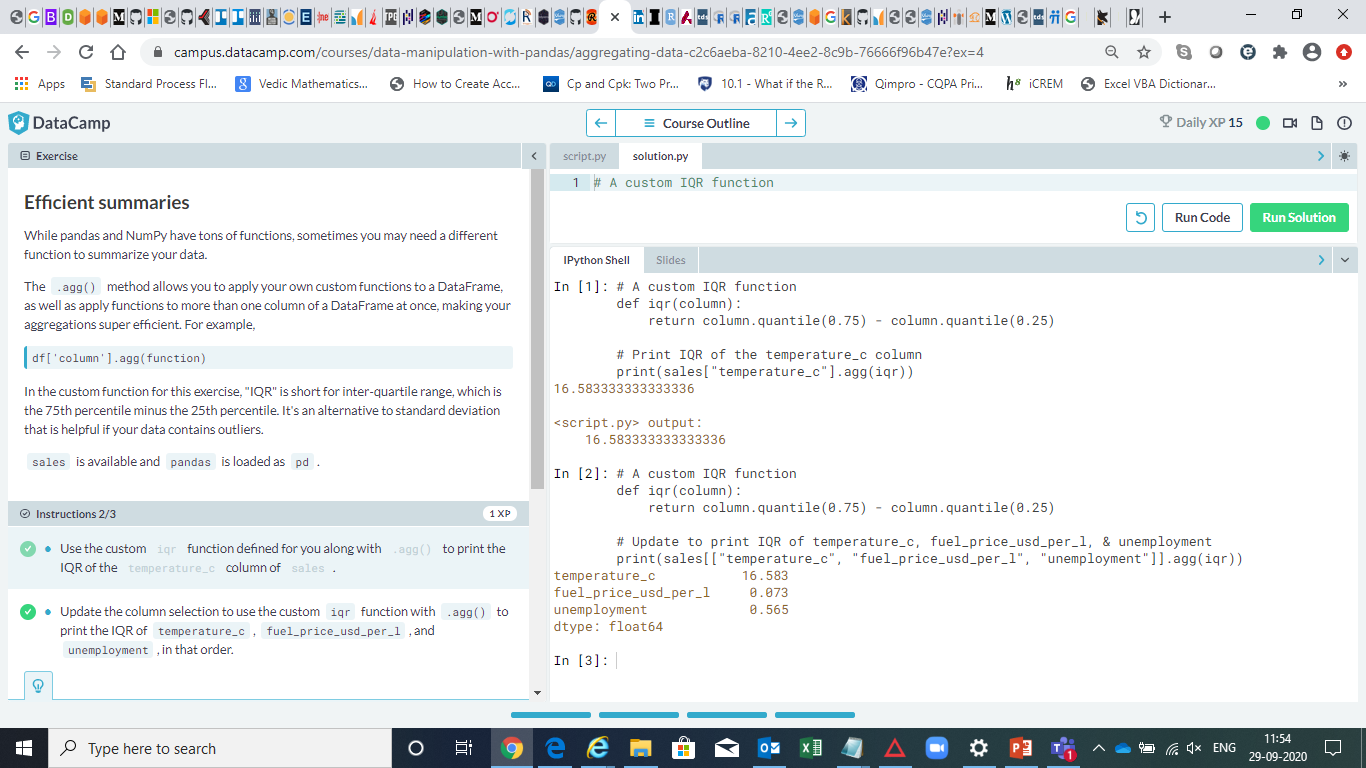 campus.datacamp.com/courses/data-manipulation-with-pandas/aggregating-data-c2c6aeba-8210-4ee2-8c9b-76666f96b47e?ex=4
Apps
Standard Process Fl...
Vedic Mathematics...
How to Create Acc...
Cp and Cpk: Two Pr...
10.1 - What if the R...
Qimpro - CQPA Pri...
iCREM
Excel VBA Dictionar...
»
DataCamp
Course Outline
Daily XP 15
Exercise
script.py
solution.py
Efficient summaries
While pandas and NumPy have tons of functions, sometimes you may need a different
function to summarize your data.
The .agg() method allows you to apply your own custom functions to a DataFrame,
as well as apply functions to more than one column of a DataFrame at once, making your
aggregations super efficient. For example,
df['column'].agg(function)
In the custom function for this exercise, "IQR" is short for inter-quartile range, which is
the 75th percentile minus the 25th percentile. It's an alternative to standard deviation
that is helpful if your data contains outliers.
sales is available and pandas is loaded as pd .
Instructions 2/3
1 XP
Use the custom iqr function defined for you along with .agg() to print the
IQR of the temperature_c column of sales .
Update the column selection to use the custom iqr function with .agg() to
print the IQR of temperature_c , fuel_price_usd_per_l , and
unemployment , in that order.
1 # A custom IQR function
Run Code
Run Solution
IPython Shell
Slides
In [1]: # A custom IQR function
def iqr(column):
return column.quantile(0.75) - column.quantile(0.25)
# Print IQR of the temperature_c column
print(sales["temperature_c"].agg(iqr))
16.583333333333336
<script.py> output:
16.583333333333336
In [2]: # A custom IQR function
def iqr(column):
return column.quantile(0.75) - column.quantile(0.25)
# Update to print IQR of temperature_c, fuel_price_usd_per_l, & unemployment
print(sales[["temperature_c", "fuel_price_usd_per_l", "unemployment"]].agg(iqr))
temperature_c 16.583
fuel_price_usd_per_l 0.073
unemployment 0.565
dtype: float64
In [3]:
Type here to search
ENG
11:54
29-09-2020